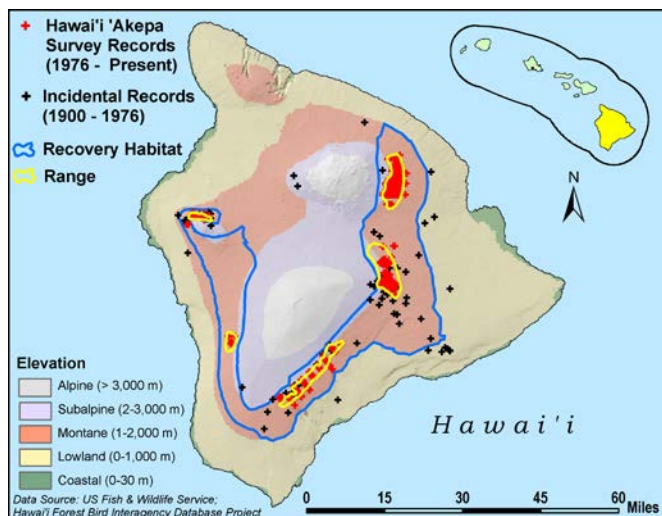 Hawai'i 'Akepa
Survey Records
(1976 - Present)
Incidental Records
(1900 - 1976)
Recovery Habitat
Range
N
Elevation
Alpine (> 3,000 m)
Subalpine (2-3,000 m)
Montane (1-2,000 m)
Lowland (0-1,000 m)
Coastal (0-30 m)
Data Source: US Fish & Wildlife Service;
Hawai'i Forest Bird Interagency Database Project
Hawai'i
0 15 30 45 60
Miles